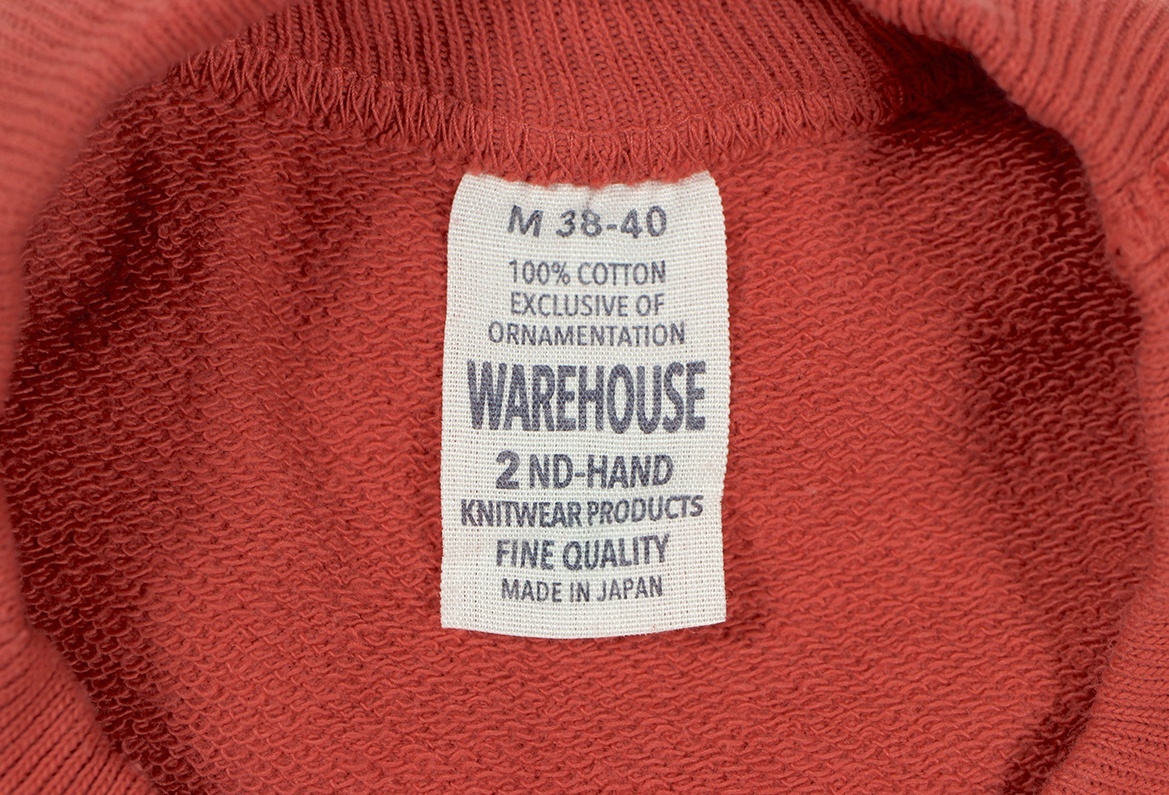 M 38-40
100% COTTON
EXCLUSIVE OF
ORNAMENTATION
WAREHOUSE
2 ND-HAND
KNITWEAR PRODUCTS
FINE QUALITY
MADE IN JAPAN